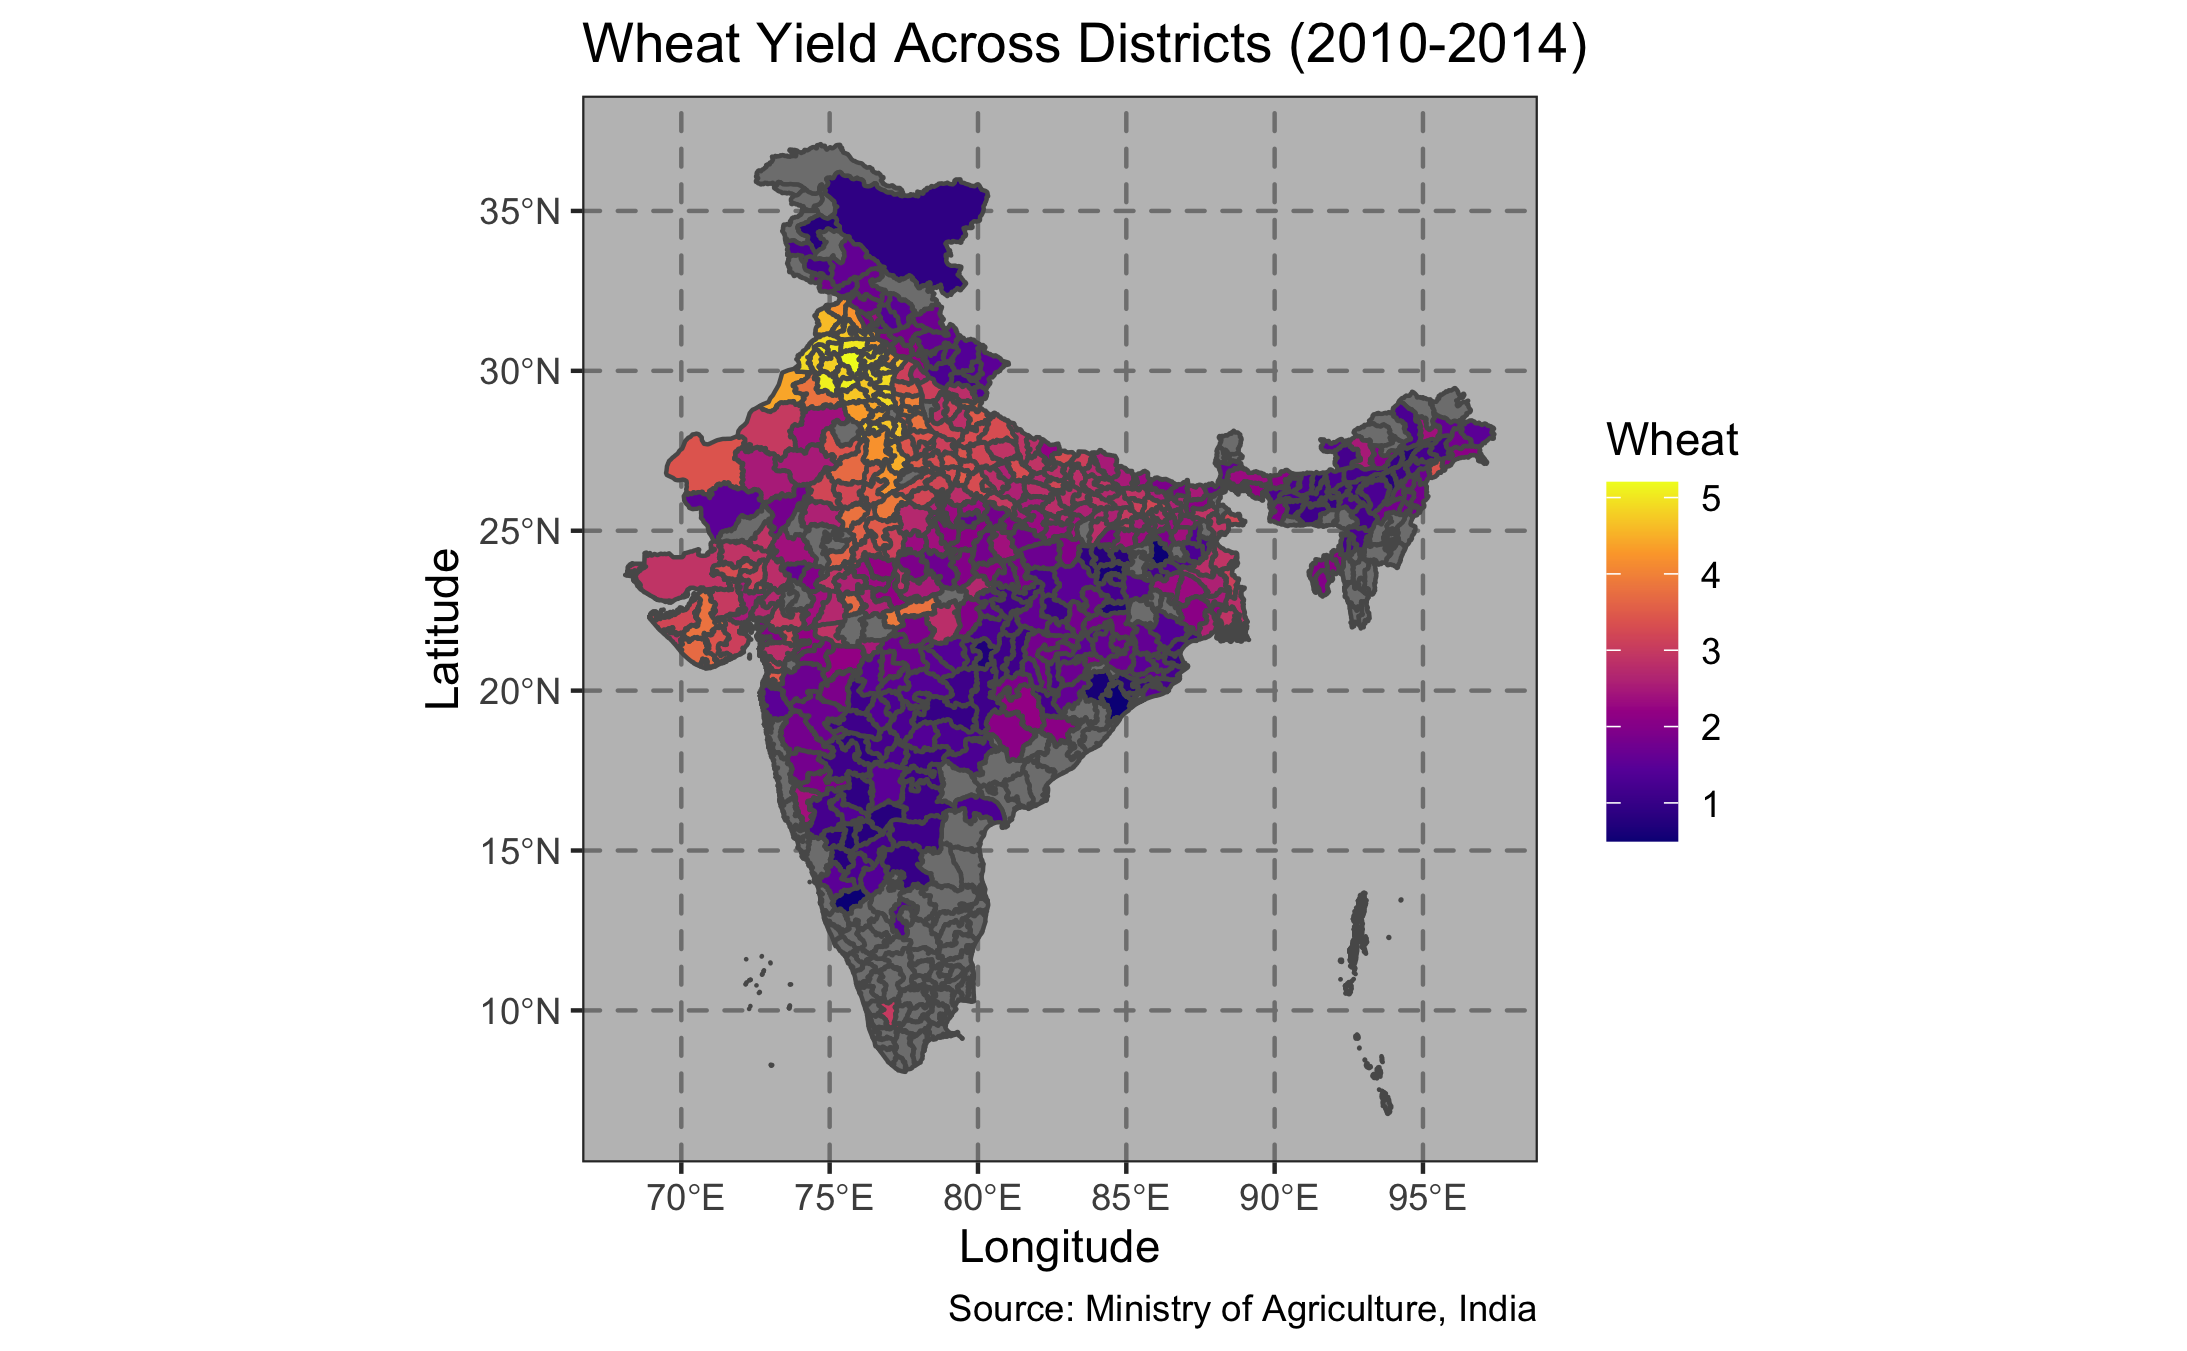 Wheat Yield Across Districts (2010-2014)
35°N
30°N
25°N
20°N
15°N
10°N
Latitude
70°E
75°E
80°E
85°E
90°E
95°E
Longitude
Wheat
5
4
3
2
1
Source: Ministry of Agriculture, India